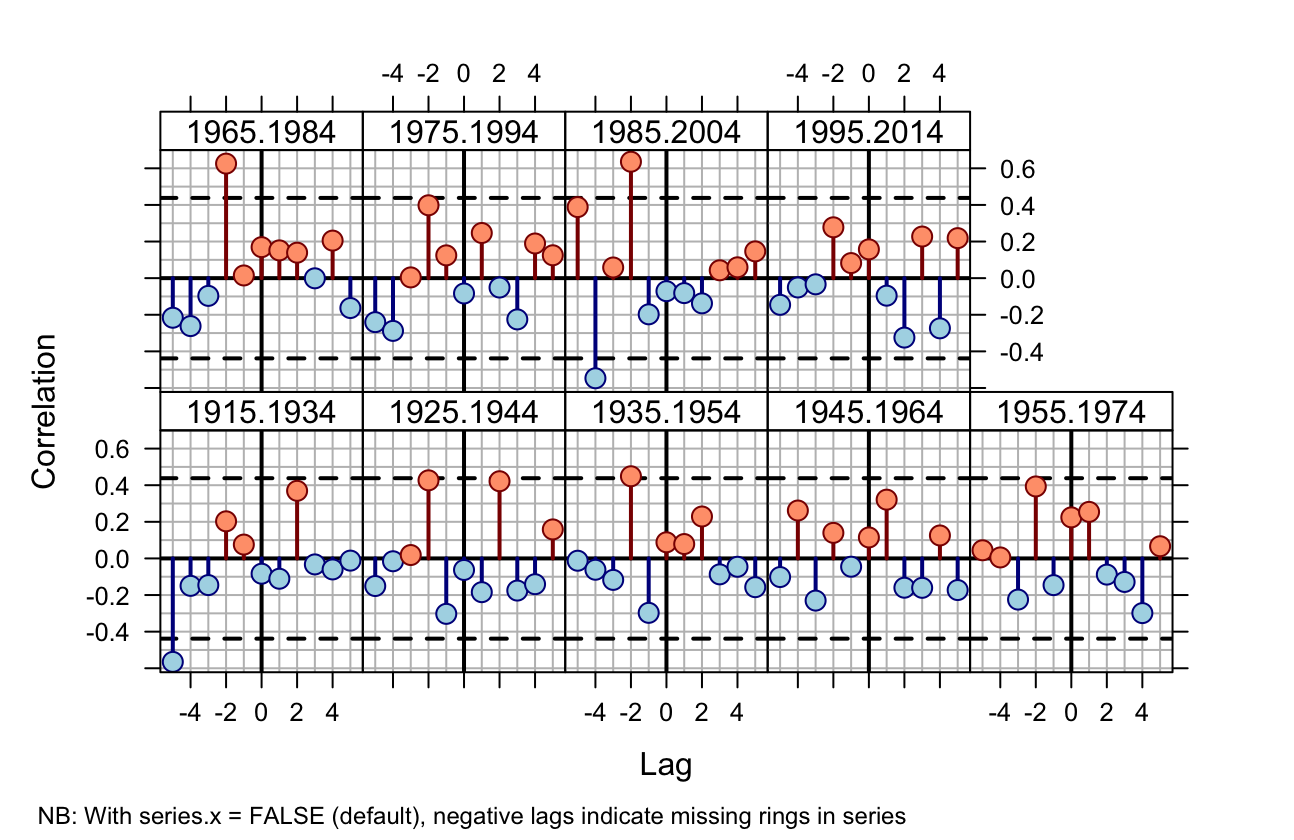 -4 -2 0 2 4 -4 -2 0 2 4
1965.1984 1975.1994 1985.2004 1995.2014
0.6
0.4
0.2
0.0
-0.2
-0.4
Correlation
1915.1934 1925.1944 1935.1954 1945.1964 1955.1974
0.6
0.4
0.2
0.0
-0.2
-0.4
-4 -2 0 2 4 -4 -2 0 2 4 -4 -2 0 2 4
Lag
NB: With series.x = FALSE (default), negative lags indicate missing rings in series